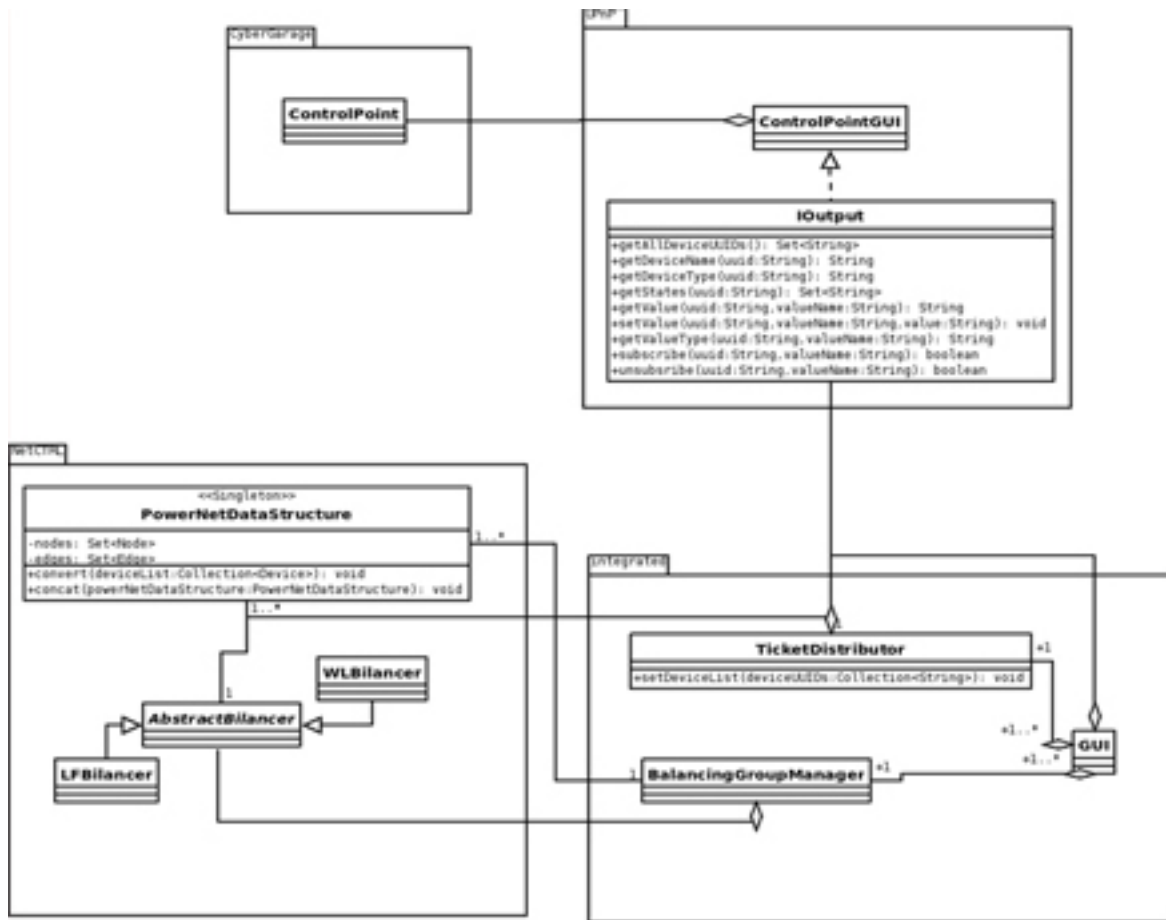 CyberGarage
UPnP
ControlPoint
ControlPointGUI
IOutput
+getAllDeviceUUIDs(): Set<String>
+getDeviceName(uuid:String): String
+getDeviceType(uuid:String): String
+getStates(uuid:String): Set<String>
+getValue(uuid:String,valueName:String): String
+setValue(uuid:String,valueName:String,value:String): void
+getValueType(uuid:String,valueName:String): String
+subscribe(uuid:String,valueName:String): boolean
+unsubsribe(uuid:String,valueName:String): boolean
NetCTRL
<<Singleton>>
PowerNetDataStructure
-nodes: Set<Node>
-edges: Set<Edge>
+convert(deviceList:Collection<Device>): void
+concat(powerNetDataStructure:PowerNetDataStructure): void
1..*
1..*
integrated
1
TicketDistributor
+setDeviceList(deviceUUIDs:Collection<String>): void
+1
WLBilancer
1
AbstractBilancer
LFBilancer
+1..*
GUI
+1..*
1
BalancingGroupManager
+1